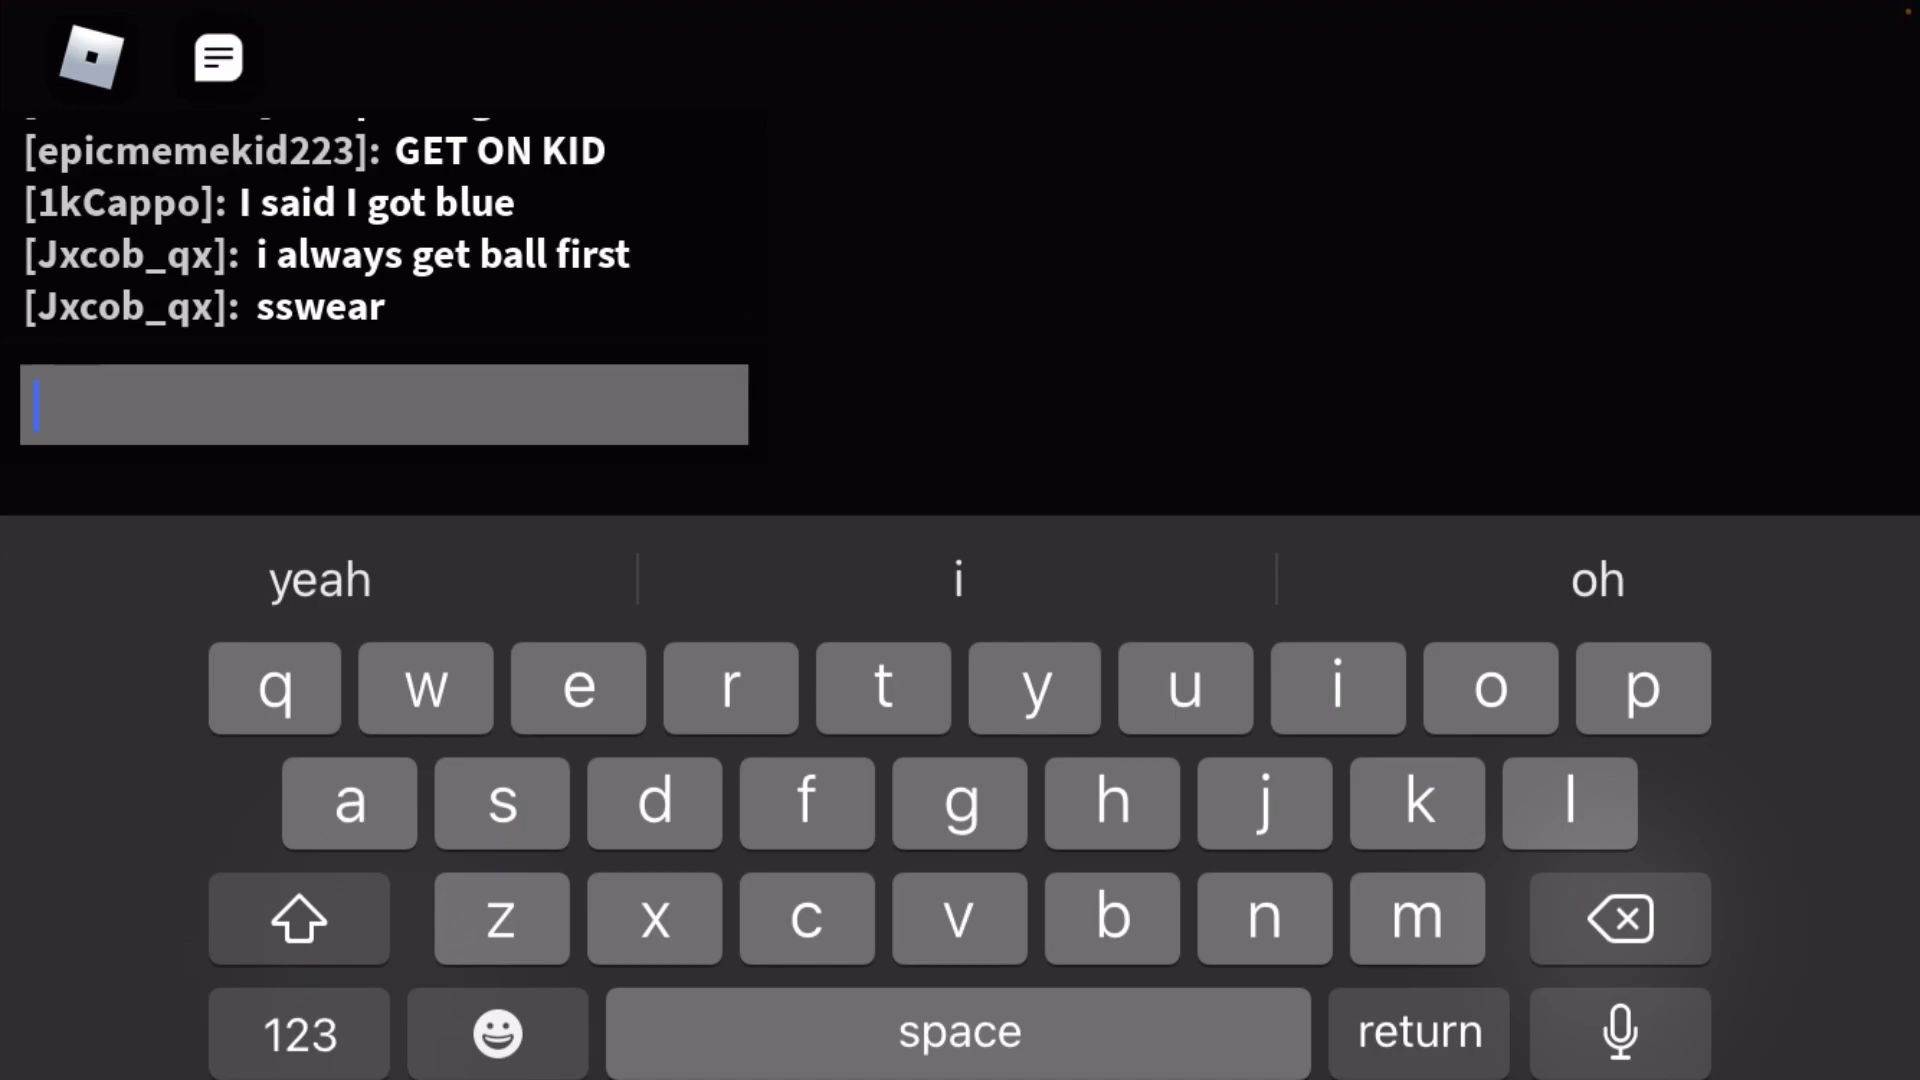 [epicmemekid223]: GET ON KID
[1kCappo]: I said I got blue
[Jxcob_qx]: i always get ball first
[Jxcob_qx]: sswear
yeah i oh
q w e r t y u i o p
a s d f g h j k l
z x c v b n m
123 space return